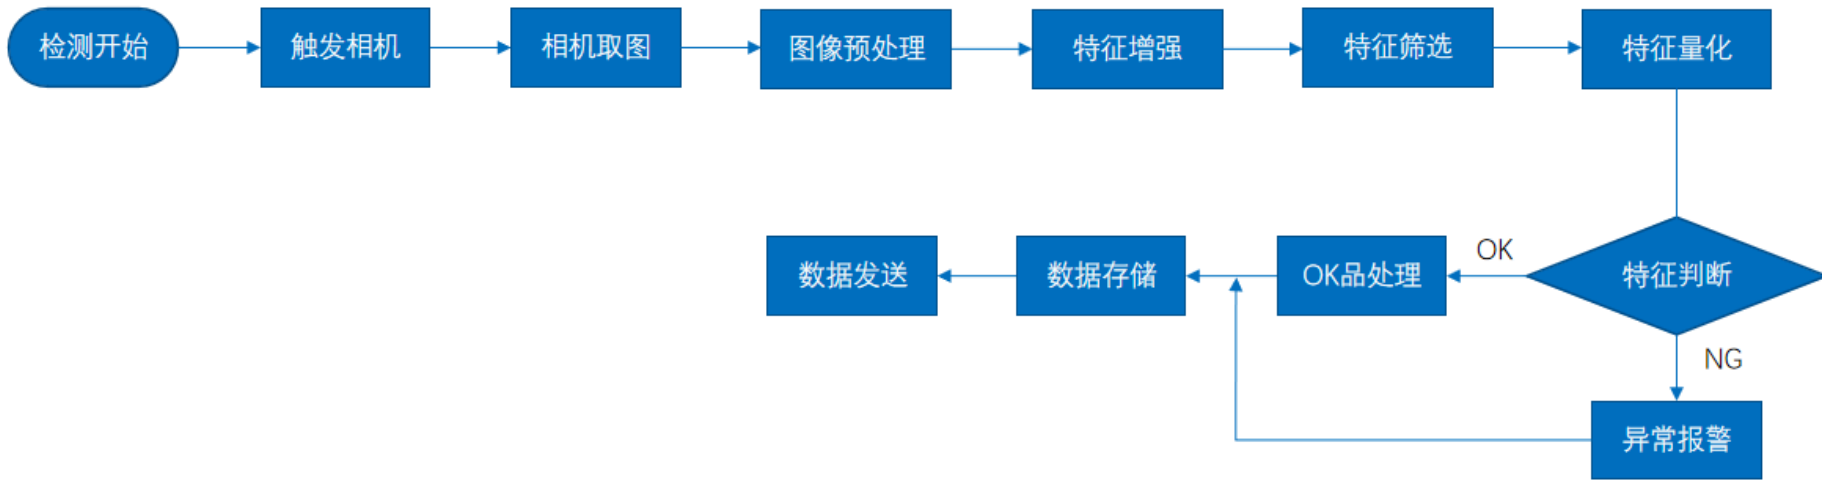 检测开始
触发相机
相机取图
图像预处理
特征增强
特征筛选
特征量化
特征判断
OK
OK品处理
数据存储
数据发送
NG
异常报警